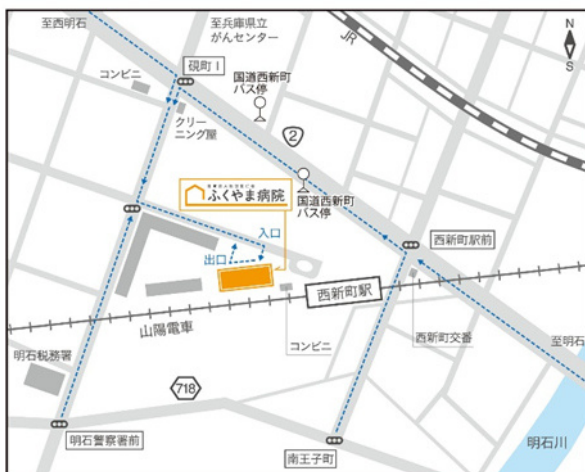 至西明石
至兵庫県立
がんセンター
JR
N
S
硯町1
コンビニ
国道西新町
バス停
クリー
ニング屋
2
ふくやま病院
国道西新町
バス停
入口
出口
西新町駅前
西新町駅
山陽電車
コンビニ
西新町交番
至明石
明石税務署
718
明石警察署前
南王子町
明石川